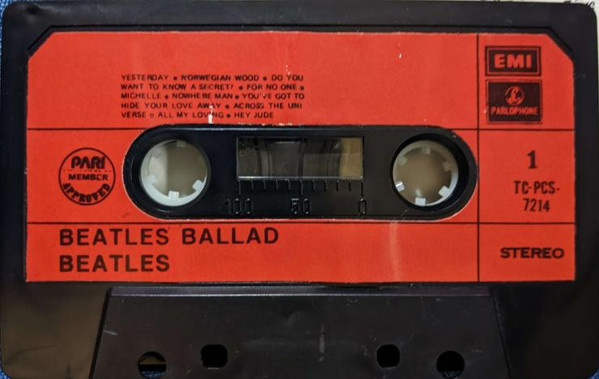 YESTERDAY • NORWEGIAN WOOD • DO YOU
WANT TO KNOW A SECRET? • FOR NO ONE •
MICHELLE • NOWHERE MAN • YOU'VE GOT TO
HIDE YOUR LOVE AWAY • ACROSS THE UNI
VERSE • ALL MY LOVING • HEY JUDE
EMI
PARLOPHONE
PARI
MEMBER
APPROVED
1
TC-PCS-
7214
100 50 0
BEATLES BALLAD
BEATLES
STEREO